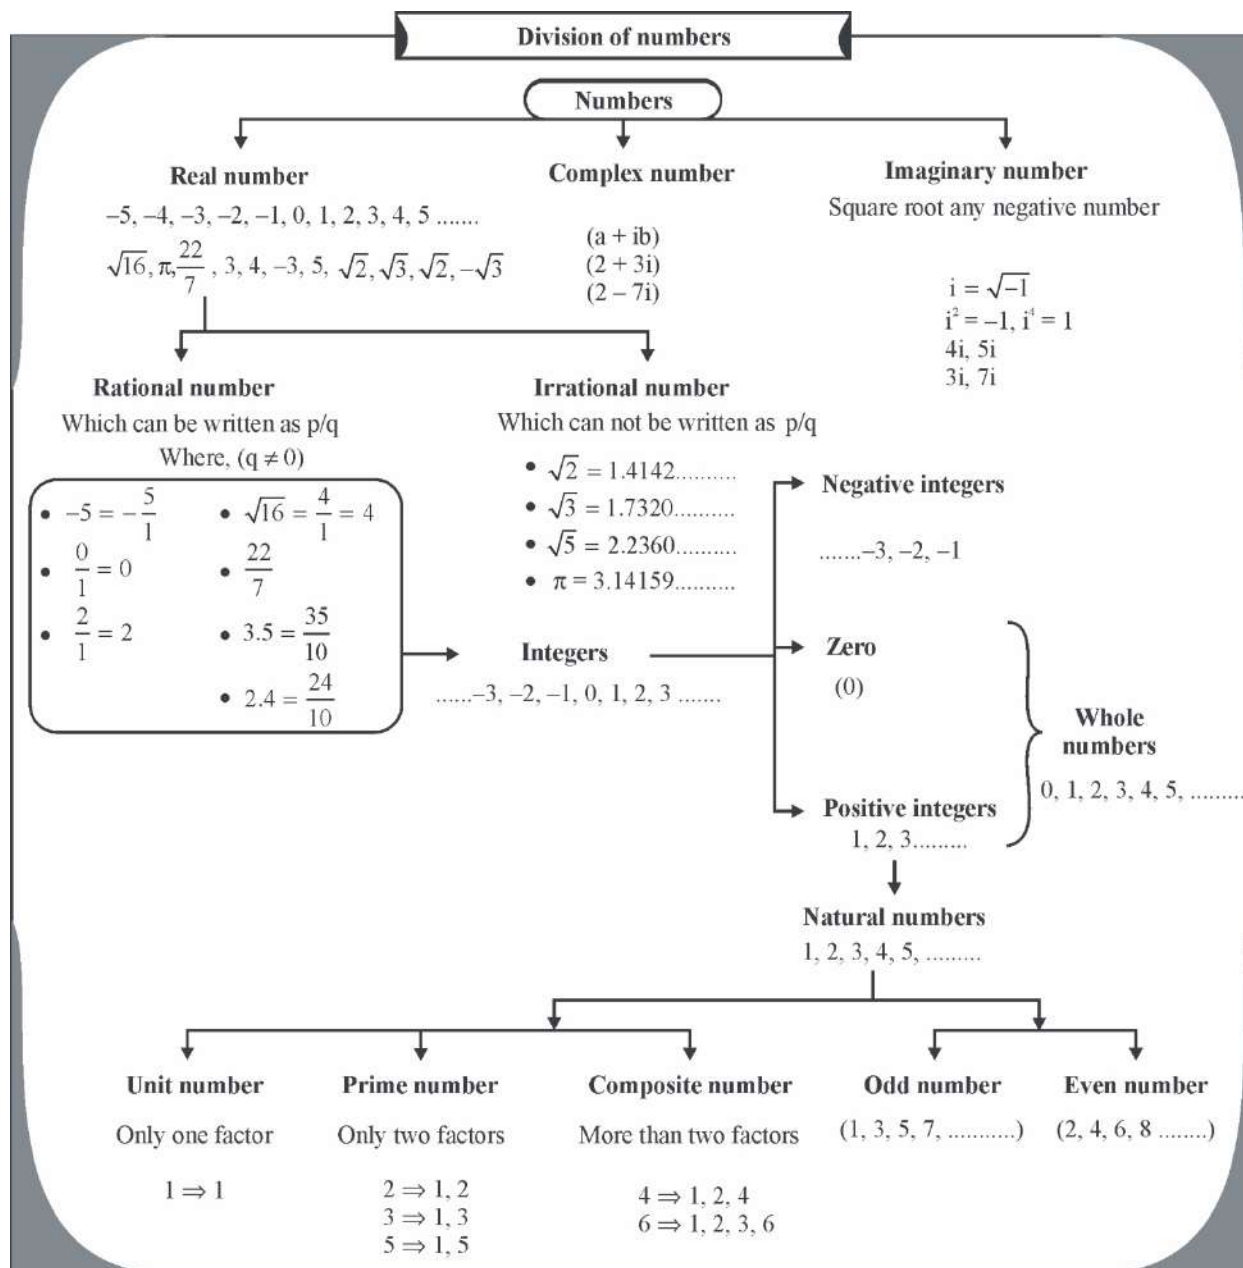 Division of numbers
Numbers
Real number
–5, –4, –3, –2, –1, 0, 1, 2, 3, 4, 5 .......
√16, π, 22/7 , 3, 4, –3, 5, √2, √3, √2, –√3
Complex number
(a + ib)
(2 + 3i)
(2 – 7i)
Imaginary number
Square root any negative number
i = √–1
i² = –1, i⁴ = 1
4i, 5i
3i, 7i
Rational number
Which can be written as p/q
Where, (q ≠ 0)
• –5 = –5/1
• 0/1 = 0
• 2/1 = 2
• √16 = 4/1 = 4
• 22/7
• 3.5 = 35/10
• 2.4 = 24/10
Irrational number
Which can not be written as p/q
• √2 = 1.4142..........
• √3 = 1.7320..........
• √5 = 2.2360..........
• π = 3.14159..........
Integers
......–3, –2, –1, 0, 1, 2, 3 .......
Negative integers
.......–3, –2, –1
Zero
(0)
Positive integers
1, 2, 3.........
Whole
numbers
0, 1, 2, 3, 4, 5, .........
Natural numbers
1, 2, 3, 4, 5, .........
Unit number
Only one factor
1 ⇒ 1
Prime number
Only two factors
2 ⇒ 1, 2
3 ⇒ 1, 3
5 ⇒ 1, 5
Composite number
More than two factors
4 ⇒ 1, 2, 4
6 ⇒ 1, 2, 3, 6
Odd number
(1, 3, 5, 7, ...........)
Even number
(2, 4, 6, 8 ........)